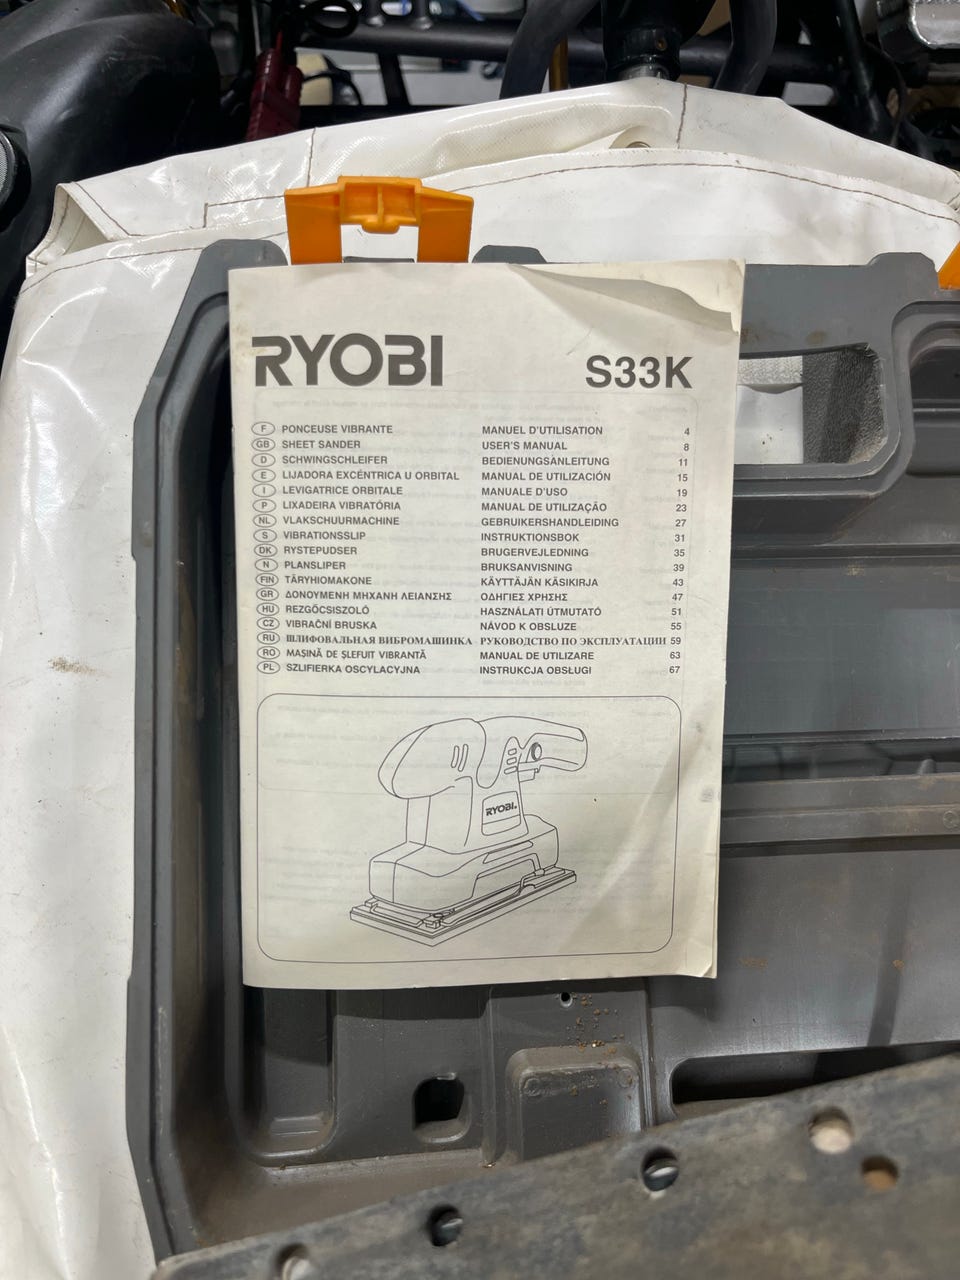 RYOBI S33K
F PONCEUSE VIBRANTE MANUEL D'UTILISATION 4
GB SHEET SANDER USER'S MANUAL 8
D SCHWINGSCHLEIFER BEDIENUNGSANLEITUNG 11
E LIJADORA EXCÉNTRICA U ORBITAL MANUAL DE UTILIZACIÓN 15
I LEVIGATRICE ORBITALE MANUALE D'USO 19
P LIXADEIRA VIBRATÓRIA MANUAL DE UTILIZAÇÃO 23
NL VLAKSCHUURMACHINE GEBRUIKERSHANDLEIDING 27
S VIBRATIONSSLIP INSTRUKTIONSBOK 31
DK RYSTEPUDSER BRUGERVEJLEDNING 35
N PLANSLIPER BRUKSANVISNING 39
FIN TÄRYHIOMAKONE KÄYTTÄJÄN KÄSIKIRJA 43
GR ΔΟΝΟΥΜΕΝΗ ΜΗΧΑΝΗ ΛΕΙΑΝΣΗΣ ΟΔΗΓΙΕΣ ΧΡΗΣΗΣ 47
HU REZGŐCSISZOLÓ HASZNÁLATI ÚTMUTATÓ 51
CZ VIBRAČNÍ BRUSKA NÁVOD K OBSLUZE 55
RU ШЛИФОВАЛЬНАЯ ВИБРОМАШИНКА РУКОВОДСТВО ПО ЭКСПЛУАТАЦИИ 59
RO MAȘINĂ DE ȘLEFUIT VIBRANTĂ MANUAL DE UTILIZARE 63
PL SZLIFIERKA OSCYLACYJNA INSTRUKCJA OBSŁUGI 67
RYOBI.